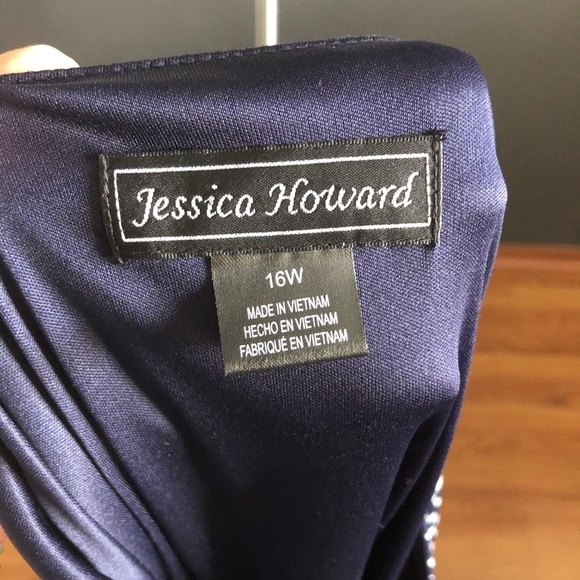 Jessica Howard
16W
MADE IN VIETNAM
HECHO EN VIETNAM
FABRIQUÉ EN VIETNAM